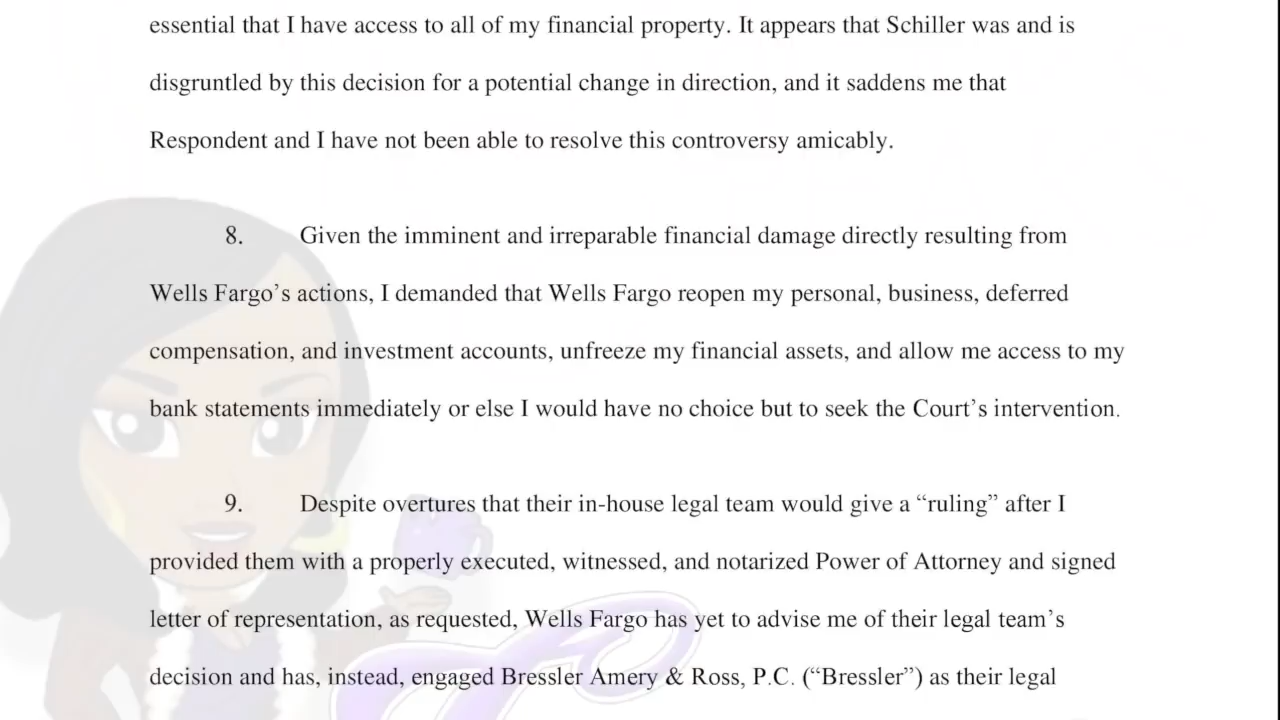 essential that I have access to all of my financial property. It appears that Schiller was and is
disgruntled by this decision for a potential change in direction, and it saddens me that
Respondent and I have not been able to resolve this controversy amicably.
8. Given the imminent and irreparable financial damage directly resulting from
Wells Fargo’s actions, I demanded that Wells Fargo reopen my personal, business, deferred
compensation, and investment accounts, unfreeze my financial assets, and allow me access to my
bank statements immediately or else I would have no choice but to seek the Court’s intervention.
9. Despite overtures that their in-house legal team would give a “ruling” after I
provided them with a properly executed, witnessed, and notarized Power of Attorney and signed
letter of representation, as requested, Wells Fargo has yet to advise me of their legal team’s
decision and has, instead, engaged Bressler Amery & Ross, P.C. (“Bressler”) as their legal